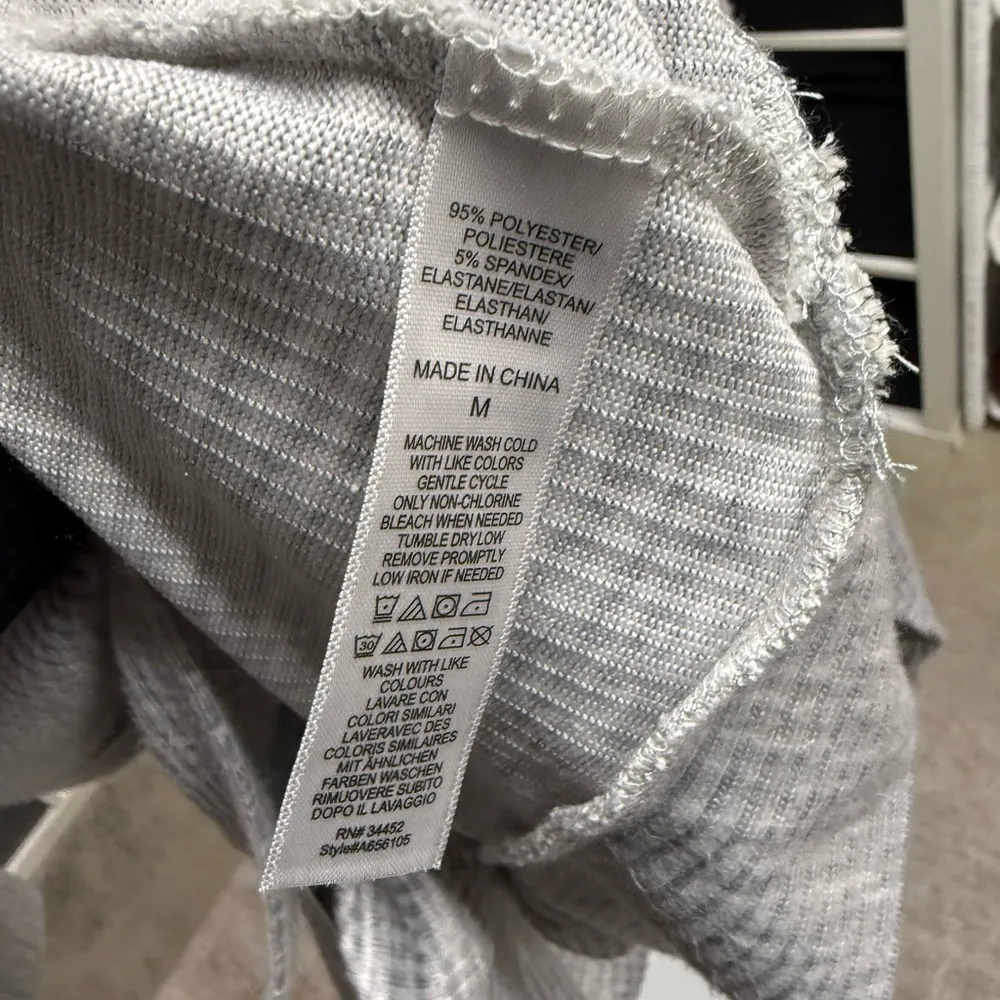 95% POLYESTER/
POLIESTERE
5% SPANDEX/
ELASTANE/ELASTAN/
ELASTHAN/
ELASTHANNE
MADE IN CHINA
M
MACHINE WASH COLD
WITH LIKE COLORS
GENTLE CYCLE
ONLY NON-CHLORINE
BLEACH WHEN NEEDED
TUMBLE DRY LOW
REMOVE PROMPTLY
LOW IRON IF NEEDED
30
WASH WITH LIKE
COLOURS
LAVARE CON
COLORI SIMILARI
LAVERAVEC DES
COLORIS SIMILAIRES
MIT ÄHNLICHEN
FARBEN WASCHEN
RIMUOVERE SUBITO
DOPO IL LAVAGGIO
RN# 34452
Style#A656105